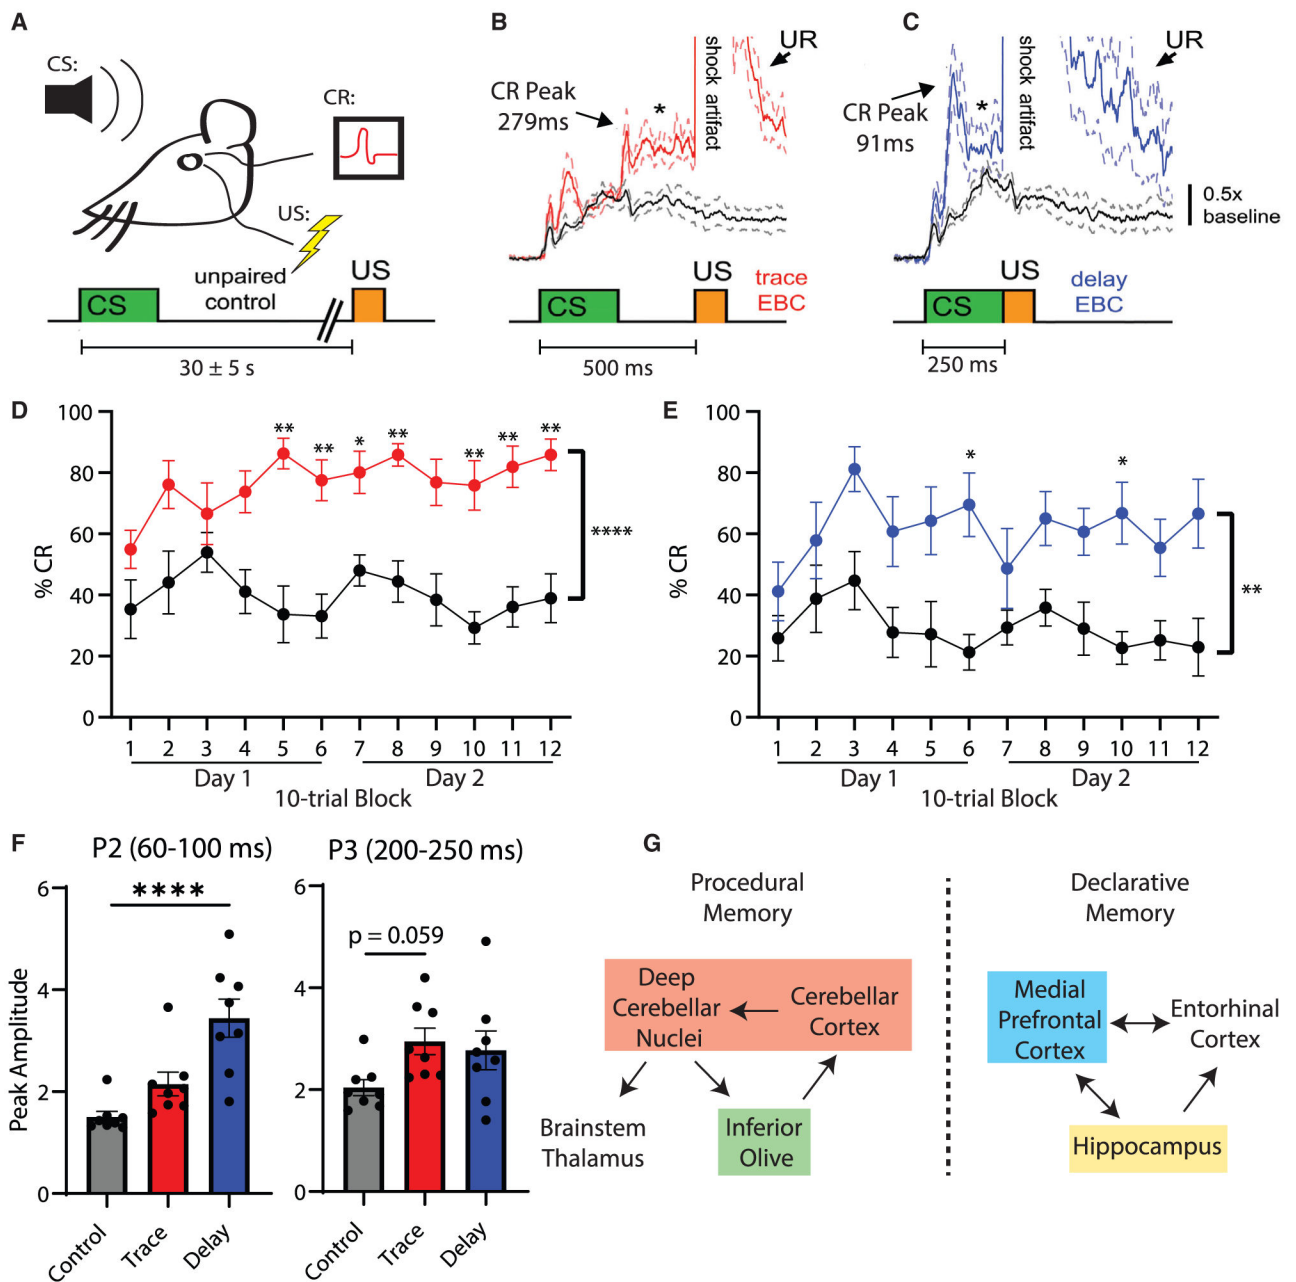 A
CS:
CR:
US:
unpaired
control
US
CS
30 ± 5 s
B
CR Peak
279ms
*
shock artifact
UR
US
CS
trace
EBC
500 ms
C
CR Peak
91ms
*
shock artifact
UR
0.5x
baseline
US
CS
delay
EBC
250 ms
D
% CR
100
80
60
40
20
0
** ** * ** ** ** **
****
1 2 3 4 5 6 7 8 9 10 11 12
Day 1 Day 2
10-trial Block
E
% CR
100
80
60
40
20
0
* *
**
1 2 3 4 5 6 7 8 9 10 11 12
Day 1 Day 2
10-trial Block
F
P2 (60-100 ms)
Peak Amplitude
6
4
2
0
****
Control Trace Delay
P3 (200-250 ms)
6
4
2
0
p = 0.059
Control Trace Delay
G
Procedural
Memory
Deep
Cerebellar
Nuclei
Cerebellar
Cortex
Brainstem
Thalamus
Inferior
Olive
Declarative
Memory
Medial
Prefrontal
Cortex
Entorhinal
Cortex
Hippocampus